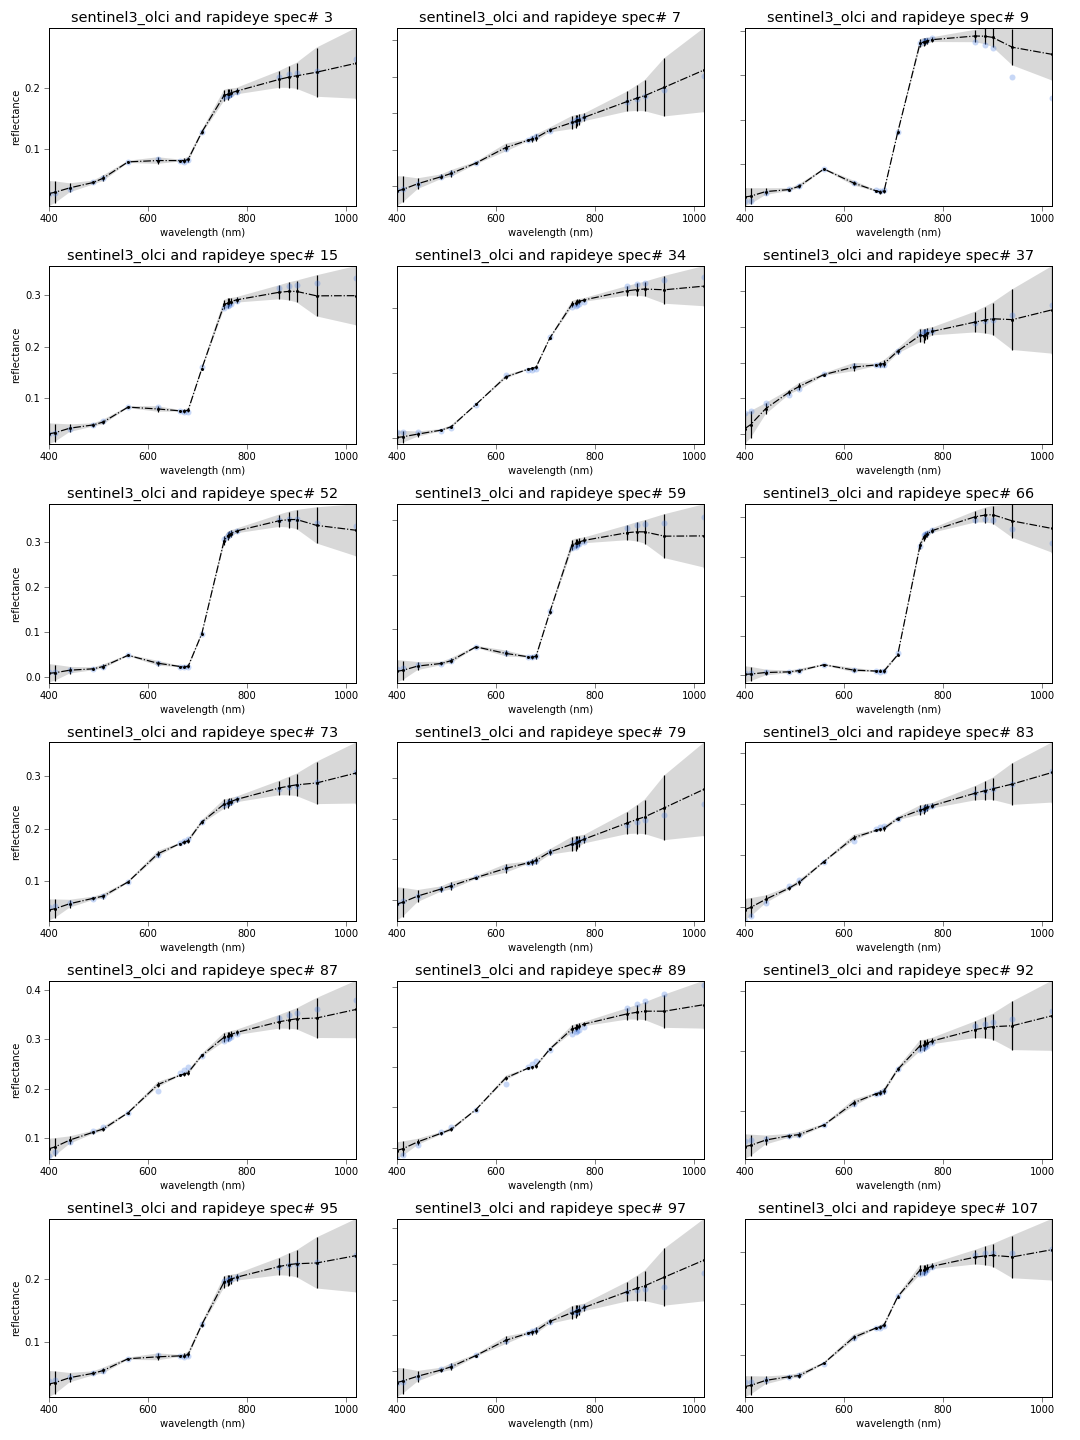 sentinel3_olci and rapideye spec# 3
sentinel3_olci and rapideye spec# 7
sentinel3_olci and rapideye spec# 9
reflectance
0.2
0.1
400 600 800 1000
wavelength (nm)
400 600 800 1000
wavelength (nm)
400 600 800 1000
wavelength (nm)
sentinel3_olci and rapideye spec# 15
sentinel3_olci and rapideye spec# 34
sentinel3_olci and rapideye spec# 37
reflectance
0.3
0.2
0.1
400 600 800 1000
wavelength (nm)
400 600 800 1000
wavelength (nm)
400 600 800 1000
wavelength (nm)
sentinel3_olci and rapideye spec# 52
sentinel3_olci and rapideye spec# 59
sentinel3_olci and rapideye spec# 66
reflectance
0.3
0.2
0.1
0.0
400 600 800 1000
wavelength (nm)
400 600 800 1000
wavelength (nm)
400 600 800 1000
wavelength (nm)
sentinel3_olci and rapideye spec# 73
sentinel3_olci and rapideye spec# 79
sentinel3_olci and rapideye spec# 83
reflectance
0.3
0.2
0.1
400 600 800 1000
wavelength (nm)
400 600 800 1000
wavelength (nm)
400 600 800 1000
wavelength (nm)
sentinel3_olci and rapideye spec# 87
sentinel3_olci and rapideye spec# 89
sentinel3_olci and rapideye spec# 92
reflectance
0.4
0.3
0.2
0.1
400 600 800 1000
wavelength (nm)
400 600 800 1000
wavelength (nm)
400 600 800 1000
wavelength (nm)
sentinel3_olci and rapideye spec# 95
sentinel3_olci and rapideye spec# 97
sentinel3_olci and rapideye spec# 107
reflectance
0.2
0.1
400 600 800 1000
wavelength (nm)
400 600 800 1000
wavelength (nm)
400 600 800 1000
wavelength (nm)